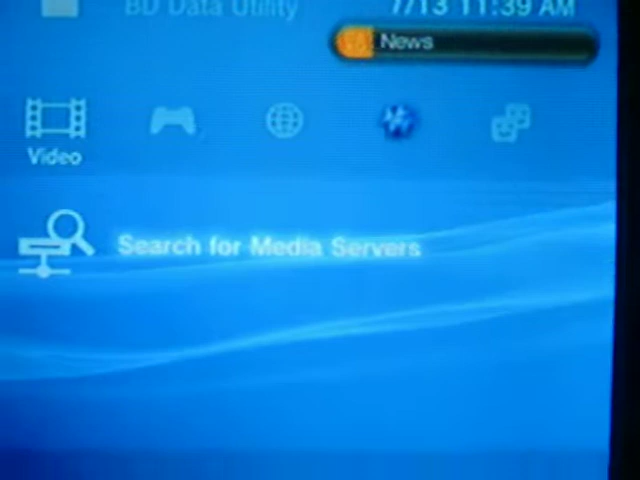 BD Data Utility
7/13 11:39 AM
News
Video
Search for Media Servers